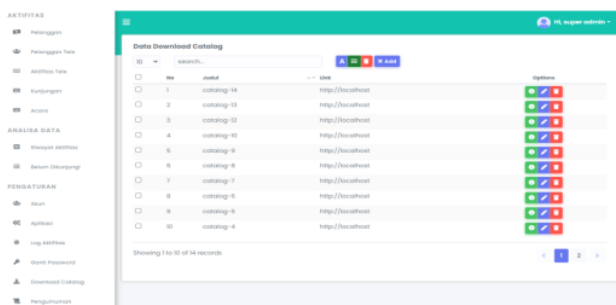 AKTIFITAS
Pelanggan
Pelanggan Tele
Aktifitas Tele
Kunjungan
Acara
ANALISA DATA
Riwayat Aktifitas
Belum Dikunjungi
PENGATURAN
Akun
Aplikasi
Log Aktifitas
Ganti Password
Download Catalog
Pengumuman
Hi, super admin
Data Download Catalog
10 search... A Add
No Judul Link Options
1 catalog-14 http://localhost
2 catalog-13 http://localhost
3 catalog-12 http://localhost
4 catalog-10 http://localhost
5 catalog-9 http://localhost
6 catalog-8 http://localhost
7 catalog-7 http://localhost
8 http://localhost
9 http://localhost
10 catalog-4 http://localhost
Showing 1 to 10 of 14 records
< 1 2 >